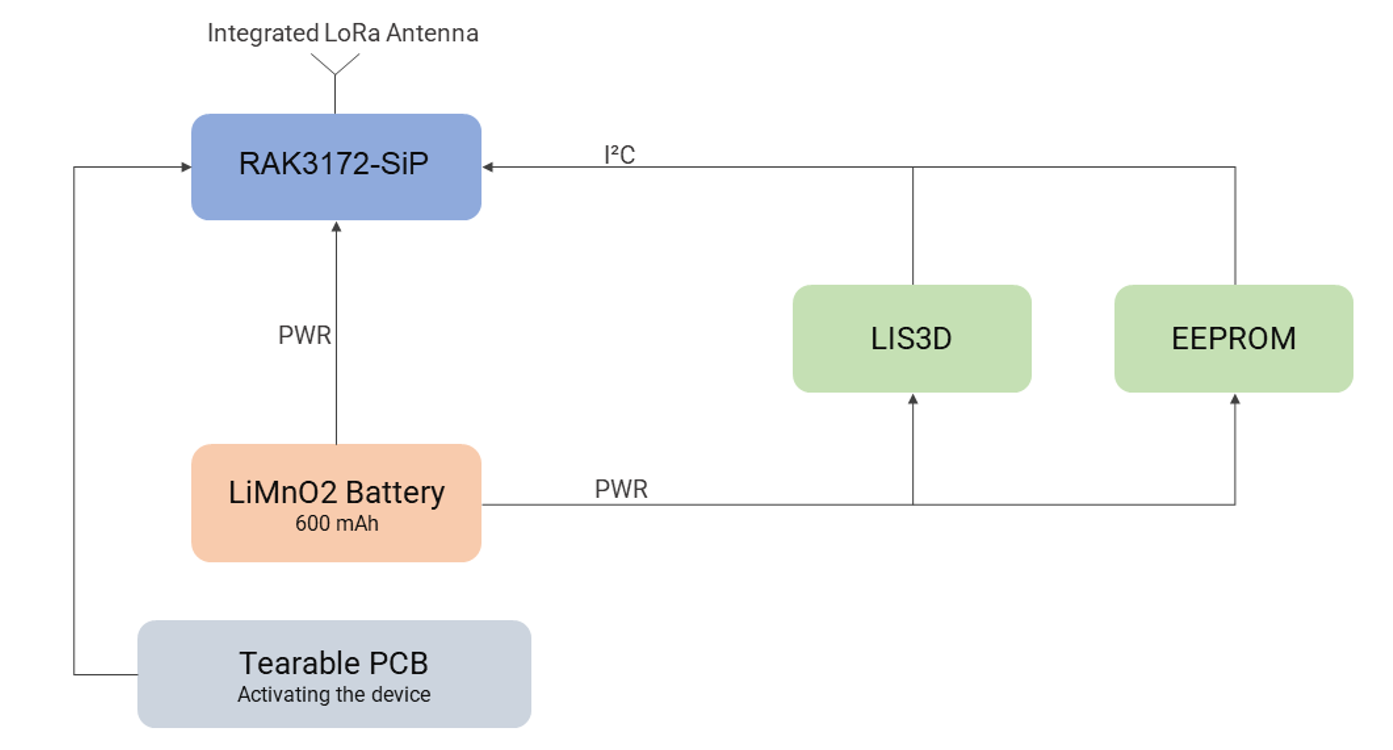 Integrated LoRa Antenna
RAK3172-SiP
I²C
PWR
LIS3D
EEPROM
LiMnO2 Battery
600 mAh
PWR
Tearable PCB
Activating the device